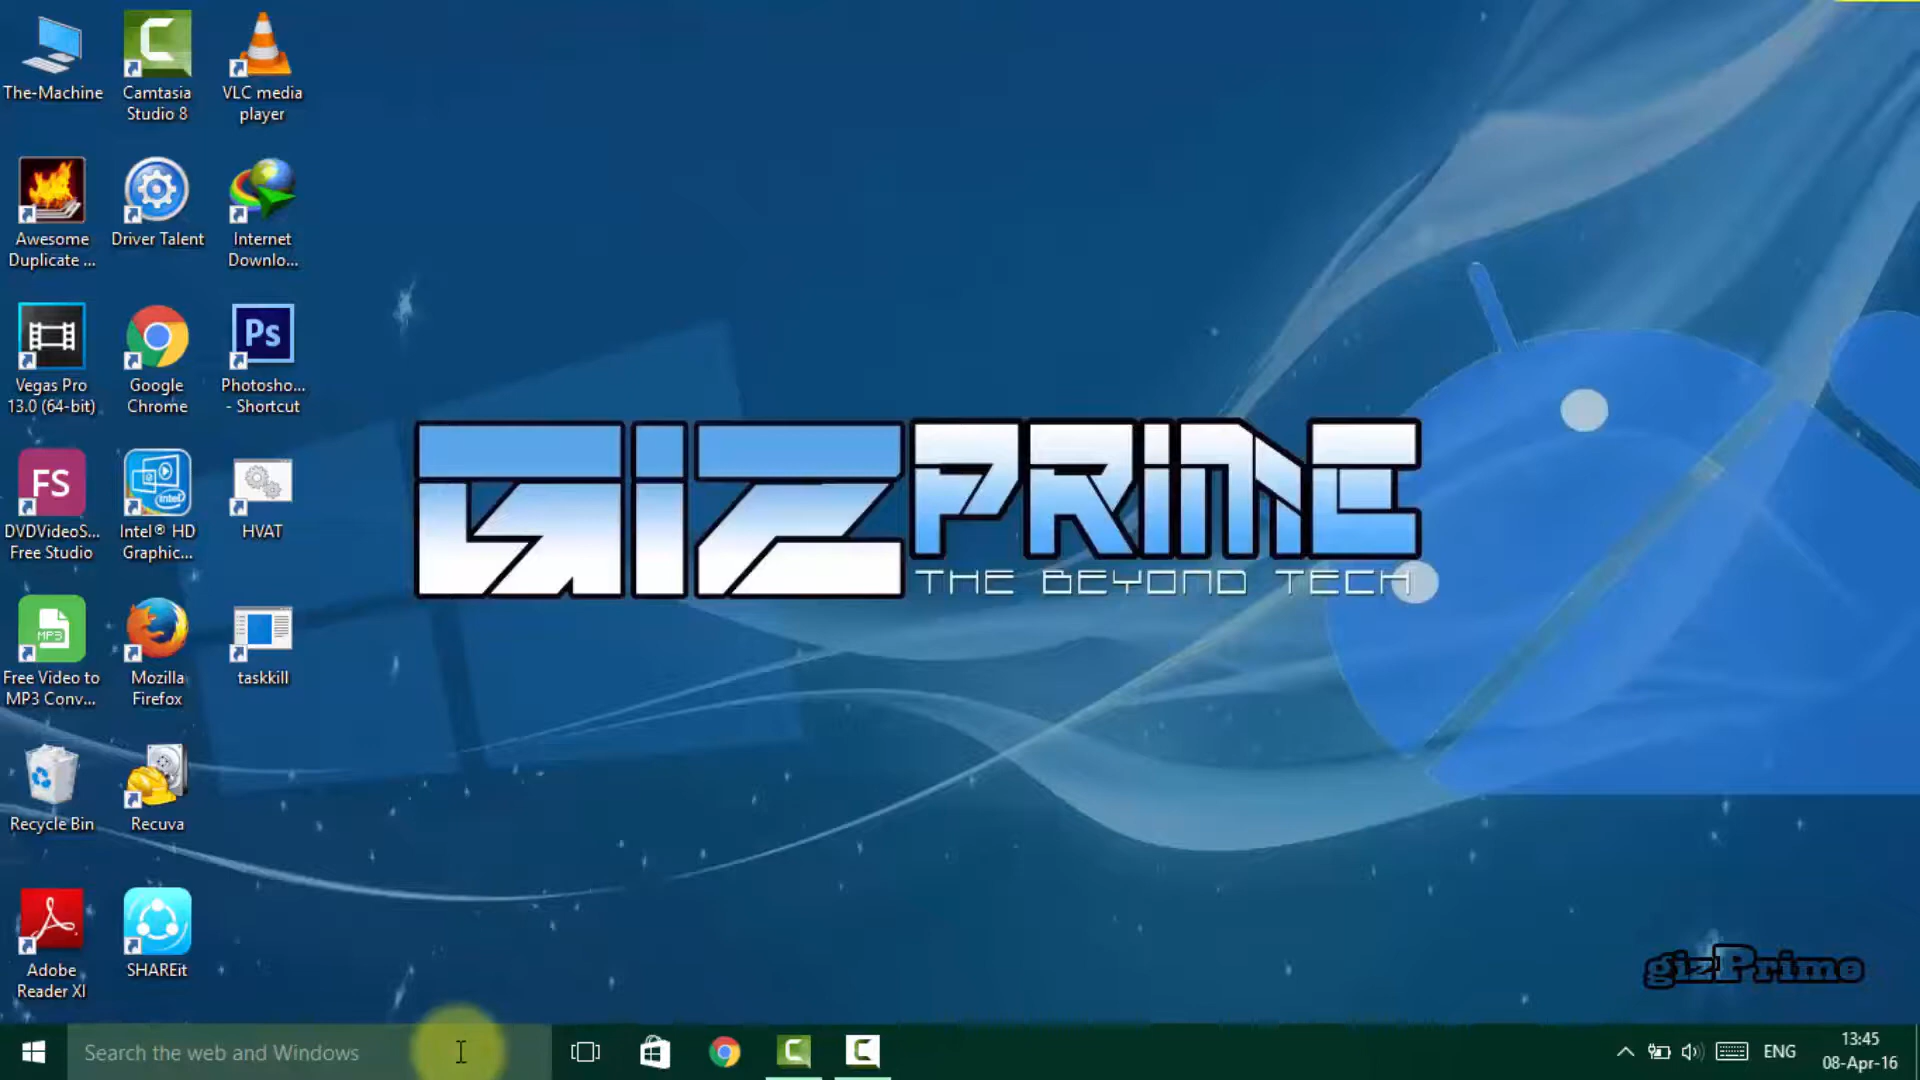 The-Machine
Camtasia
Studio 8
VLC media
player
Awesome
Duplicate ...
Driver Talent
Internet
Downlo...
Vegas Pro
13.0 (64-bit)
Google
Chrome
Ps
Photosho...
- Shortcut
FS
DVDVideoS...
Free Studio
intel
Intel® HD
Graphic...
HVAT
MP3
Free Video to
MP3 Conv...
Mozilla
Firefox
taskkill
Recycle Bin
Recuva
Adobe
Reader XI
SHAREit
GIZPRIME
THE BEYOND TECH
gizPrime
Search the web and Windows
ENG
13:45
08-Apr-16